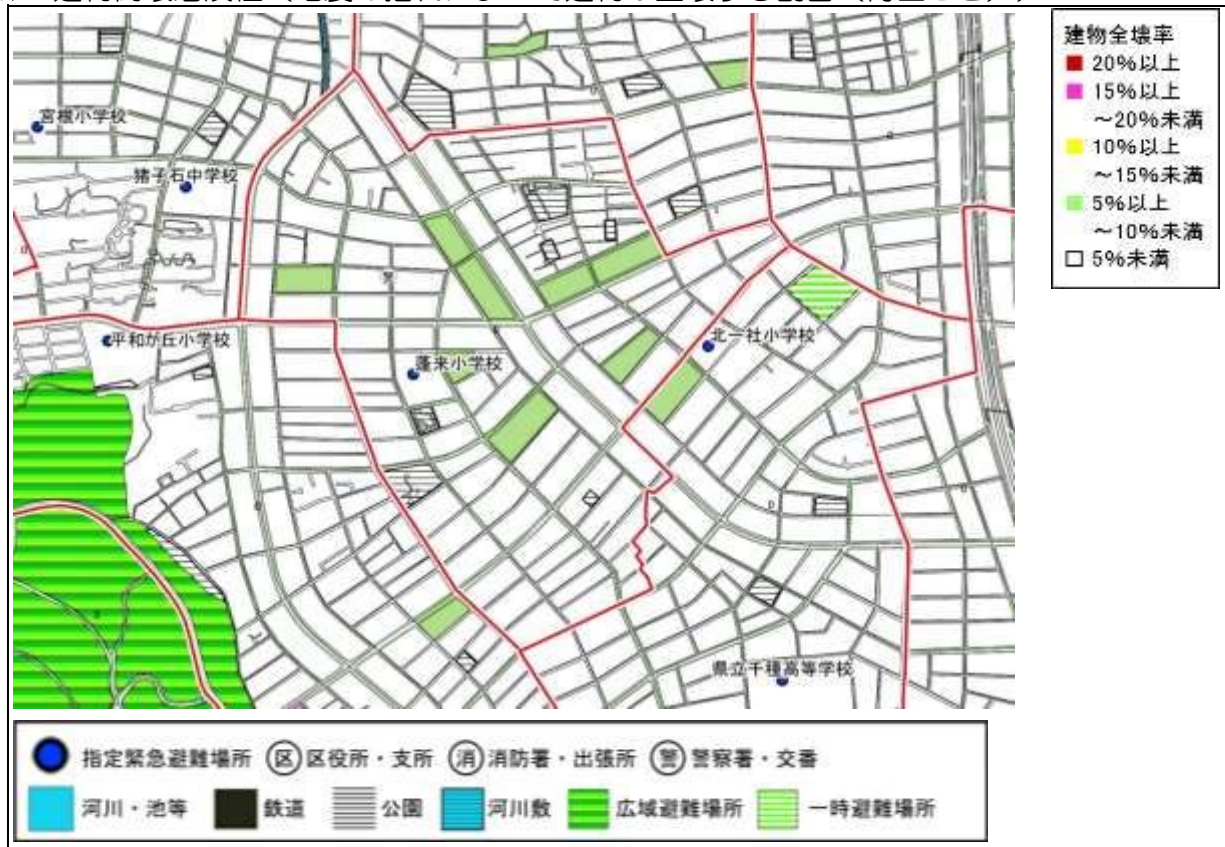 建物全壊率
20%以上
15%以上
～20%未満
10%以上
～15%未満
5%以上
～10%未満
5%未満
宮根小学校
猪子石中学校
平和が丘小学校
蓬来小学校
北一社小学校
県立千種高等学校
指定緊急避難場所 区 区役所・支所 消 消防署・出張所 警 警察署・交番
河川・池等 鉄道 公園 河川敷 広域避難場所 一時避難場所